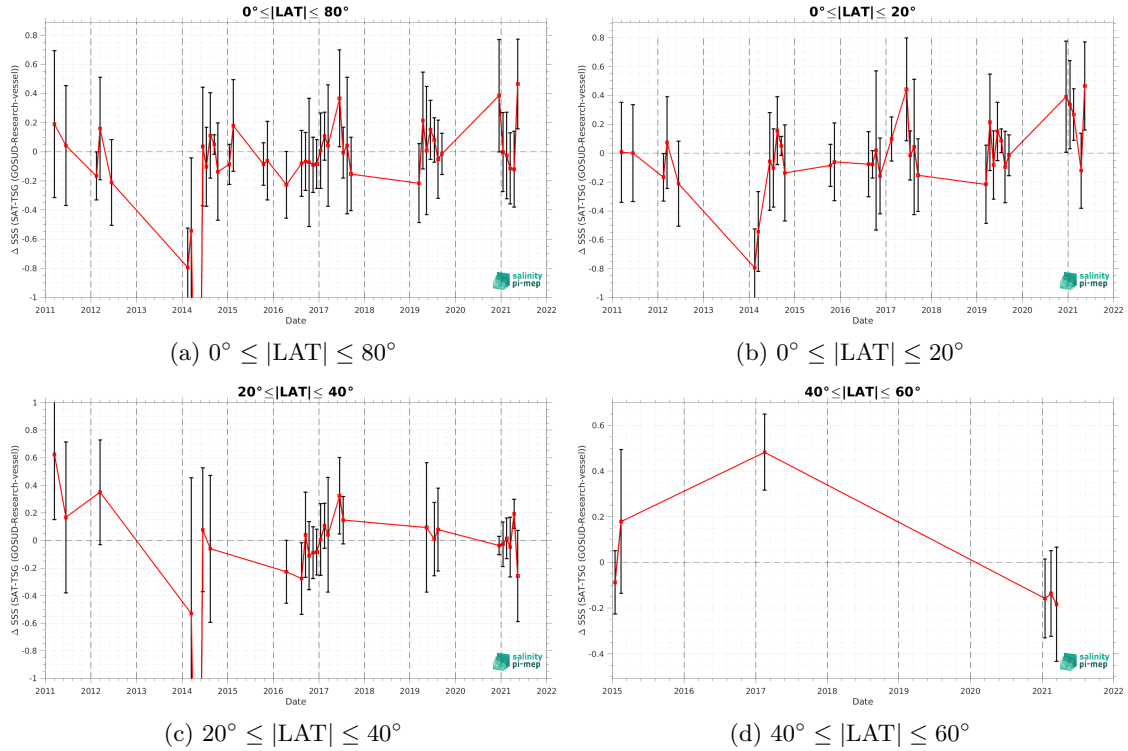 0°≤|LAT|≤ 80°
Δ SSS (SAT-TSG (GOSUD-Research-vessel))
0.8
0.6
0.4
0.2
0
-0.2
-0.4
-0.6
-0.8
-1
2011 2012 2013 2014 2015 2016 2017 2018 2019 2020 2021 2022
Date
salinity
pi-mep
(a) 0° ≤ |LAT| ≤ 80°
0°≤|LAT|≤ 20°
Δ SSS (SAT-TSG (GOSUD-Research-vessel))
0.8
0.6
0.4
0.2
0
-0.2
-0.4
-0.6
-0.8
-1
2011 2012 2013 2014 2015 2016 2017 2018 2019 2020 2021 2022
Date
salinity
pi-mep
(b) 0° ≤ |LAT| ≤ 20°
20°≤|LAT|≤ 40°
Δ SSS (SAT-TSG (GOSUD-Research-vessel))
1
0.8
0.6
0.4
0.2
0
-0.2
-0.4
-0.6
-0.8
-1
2011 2012 2013 2014 2015 2016 2017 2018 2019 2020 2021 2022
Date
salinity
pi-mep
(c) 20° ≤ |LAT| ≤ 40°
40°≤|LAT|≤ 60°
Δ SSS (SAT-TSG (GOSUD-Research-vessel))
0.6
0.4
0.2
0
-0.2
-0.4
2015 2016 2017 2018 2019 2020 2021 2022
Date
salinity
pi-mep
(d) 40° ≤ |LAT| ≤ 60°